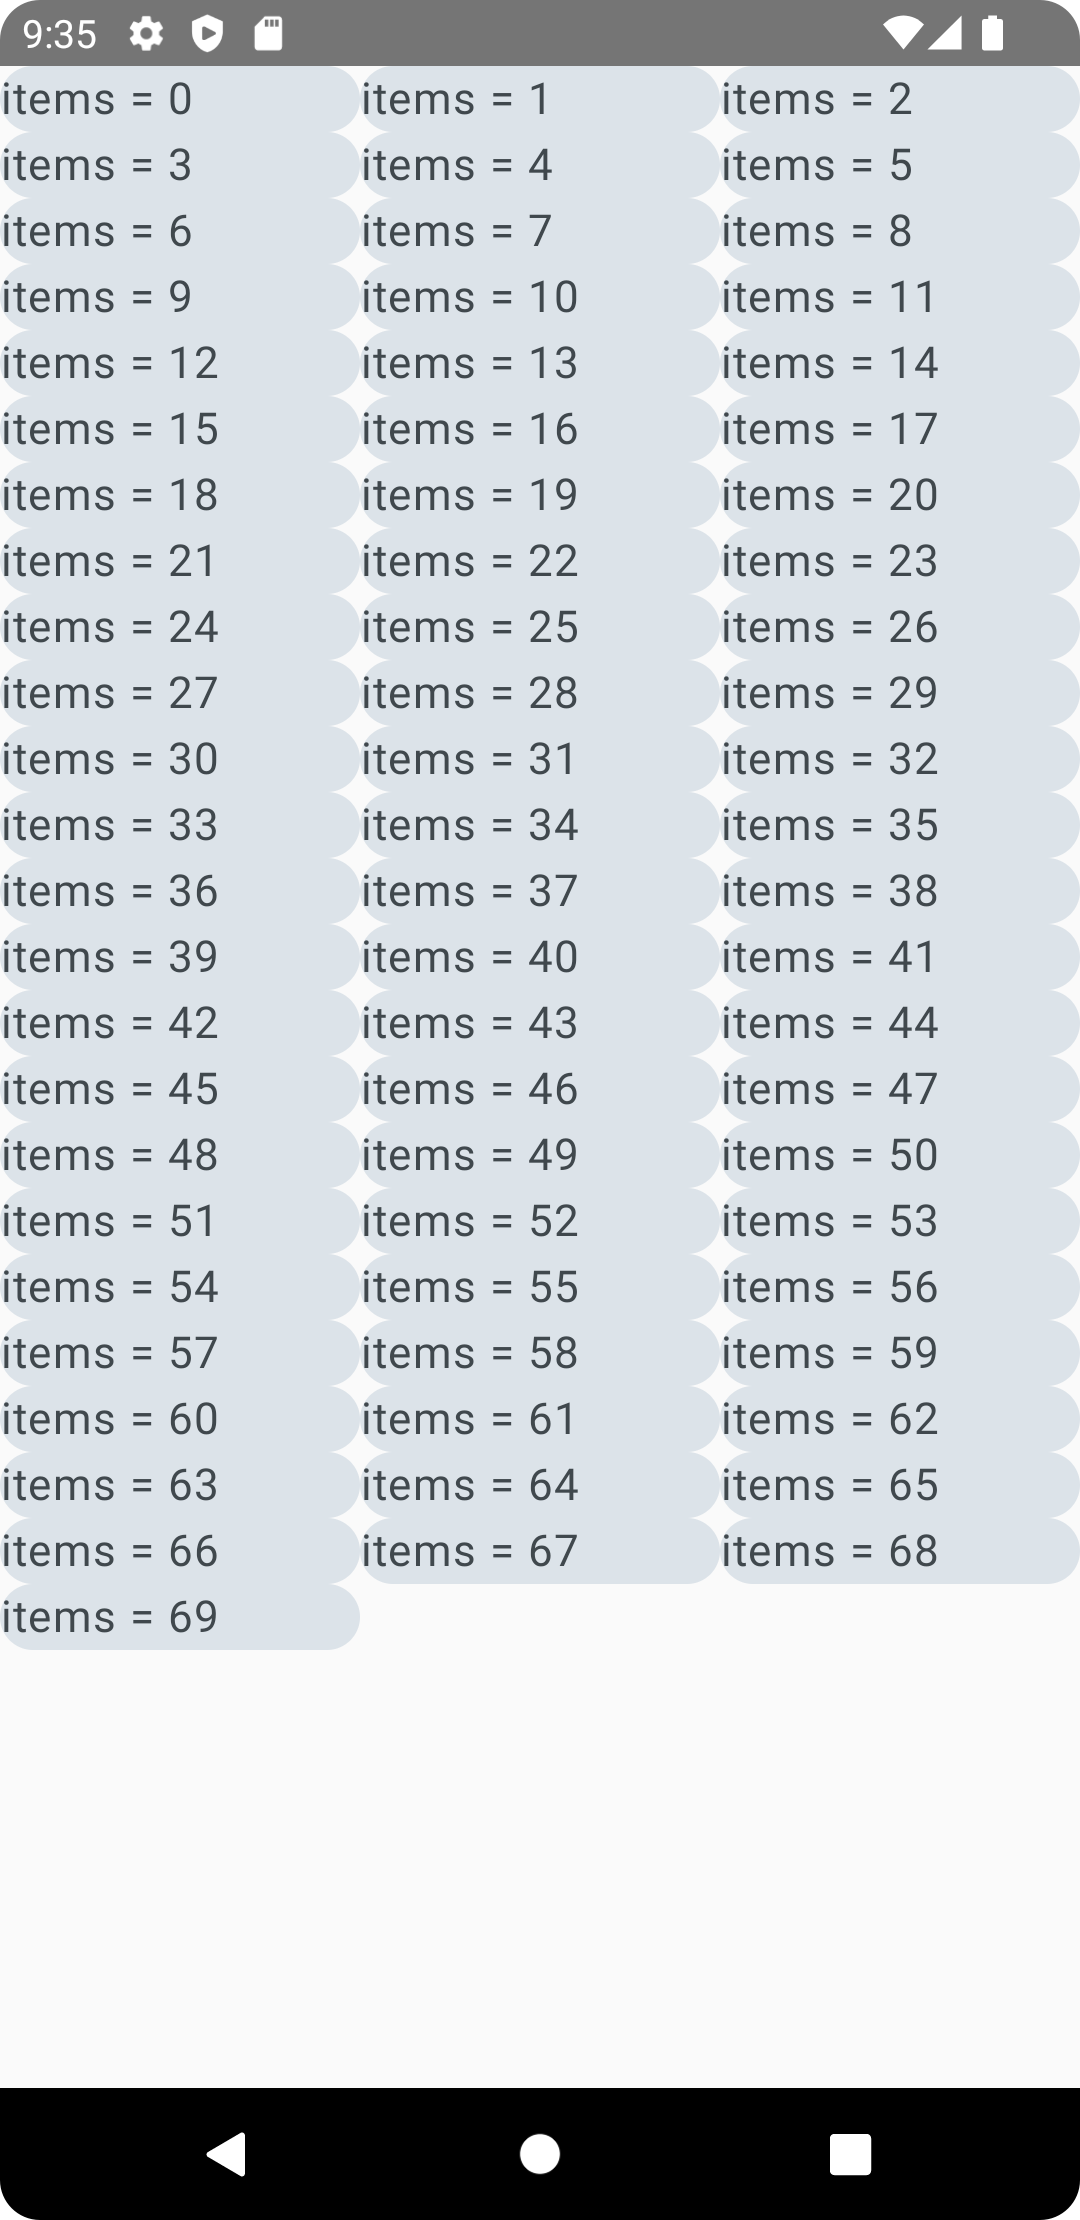 9:35
items = 0 items = 1 items = 2
items = 3 items = 4 items = 5
items = 6 items = 7 items = 8
items = 9 items = 10 items = 11
items = 12 items = 13 items = 14
items = 15 items = 16 items = 17
items = 18 items = 19 items = 20
items = 21 items = 22 items = 23
items = 24 items = 25 items = 26
items = 27 items = 28 items = 29
items = 30 items = 31 items = 32
items = 33 items = 34 items = 35
items = 36 items = 37 items = 38
items = 39 items = 40 items = 41
items = 42 items = 43 items = 44
items = 45 items = 46 items = 47
items = 48 items = 49 items = 50
items = 51 items = 52 items = 53
items = 54 items = 55 items = 56
items = 57 items = 58 items = 59
items = 60 items = 61 items = 62
items = 63 items = 64 items = 65
items = 66 items = 67 items = 68
items = 69